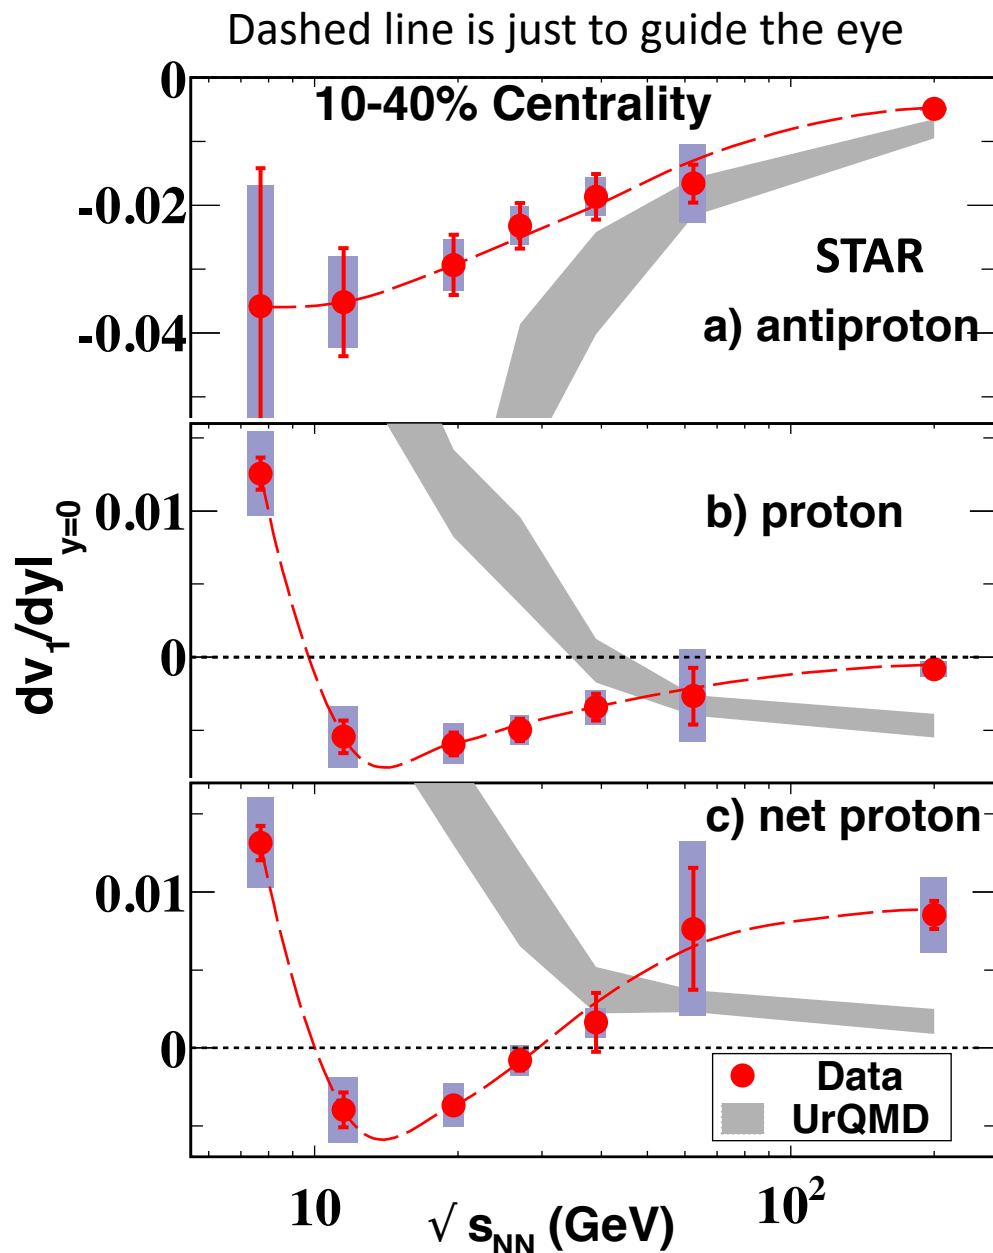 Dashed line is just to guide the eye
0
10-40% Centrality
-0.02
STAR
a) antiproton
-0.04
0.01
b) proton
0
dv₁/dy|y=0
c) net proton
0.01
0
Data
UrQMD
10
10²
√ sNN (GeV)